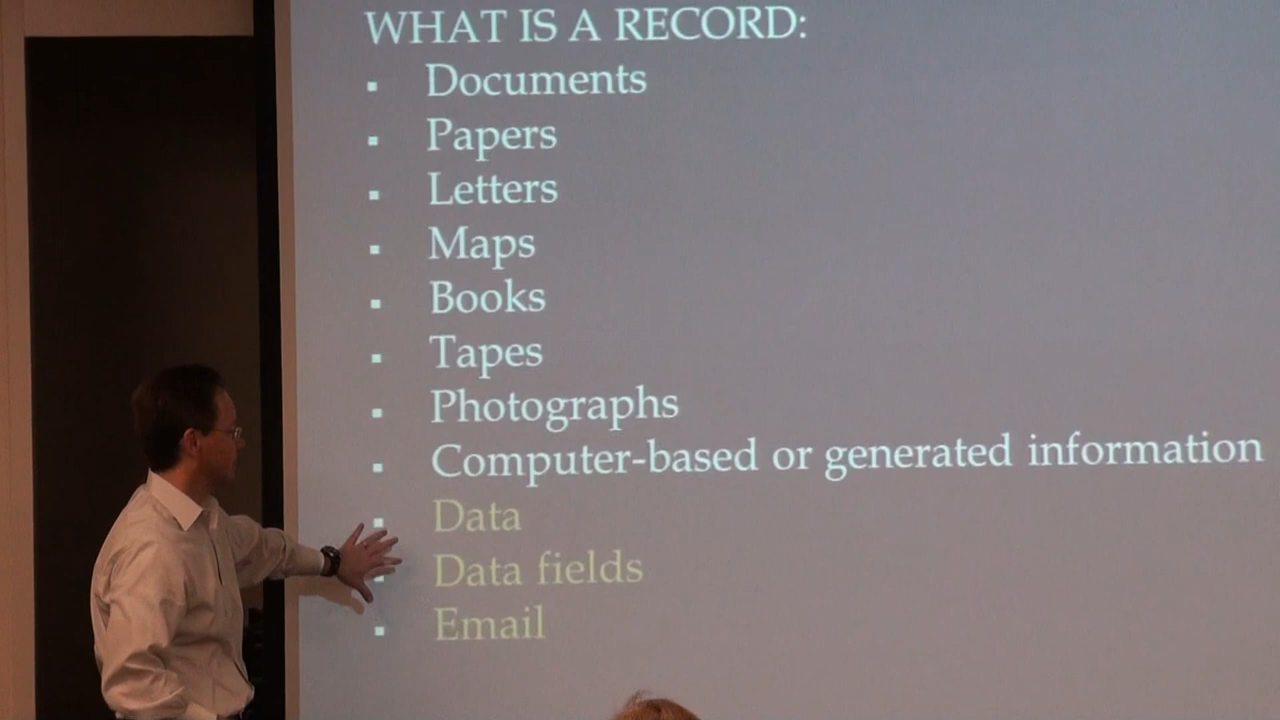 WHAT IS A RECORD:
▪ Documents
▪ Papers
▪ Letters
▪ Maps
▪ Books
▪ Tapes
▪ Photographs
▪ Computer-based or generated information
▪ Data
▪ Data fields
▪ Email